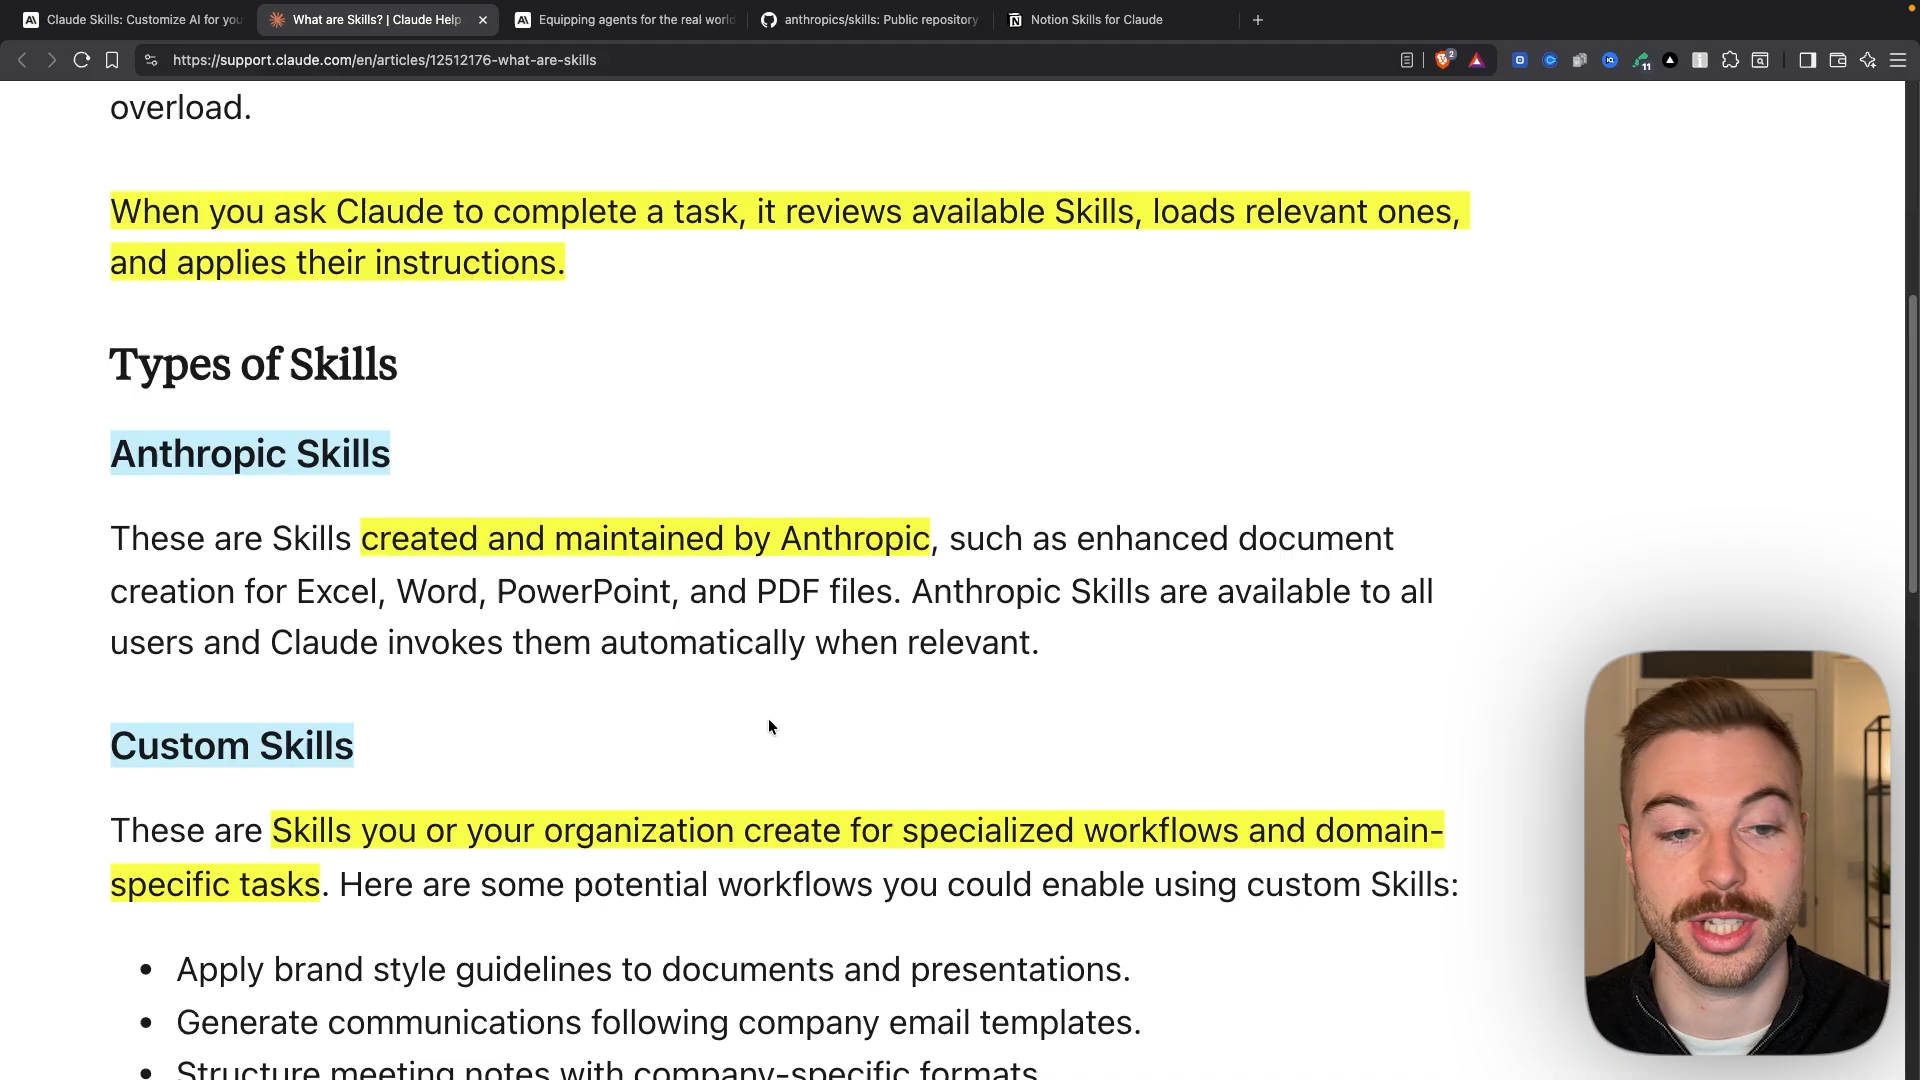 Claude Skills: Customize AI for you
What are Skills? | Claude Help
Equipping agents for the real world
anthropics/skills: Public repository
Notion Skills for Claude
https://support.claude.com/en/articles/12512176-what-are-skills
2
11
overload.
When you ask Claude to complete a task, it reviews available Skills, loads relevant ones,
and applies their instructions.
Types of Skills
Anthropic Skills
These are Skills created and maintained by Anthropic, such as enhanced document
creation for Excel, Word, PowerPoint, and PDF files. Anthropic Skills are available to all
users and Claude invokes them automatically when relevant.
Custom Skills
These are Skills you or your organization create for specialized workflows and domain-
specific tasks. Here are some potential workflows you could enable using custom Skills:
• Apply brand style guidelines to documents and presentations.
• Generate communications following company email templates.
• Structure meeting notes with company-specific formats.